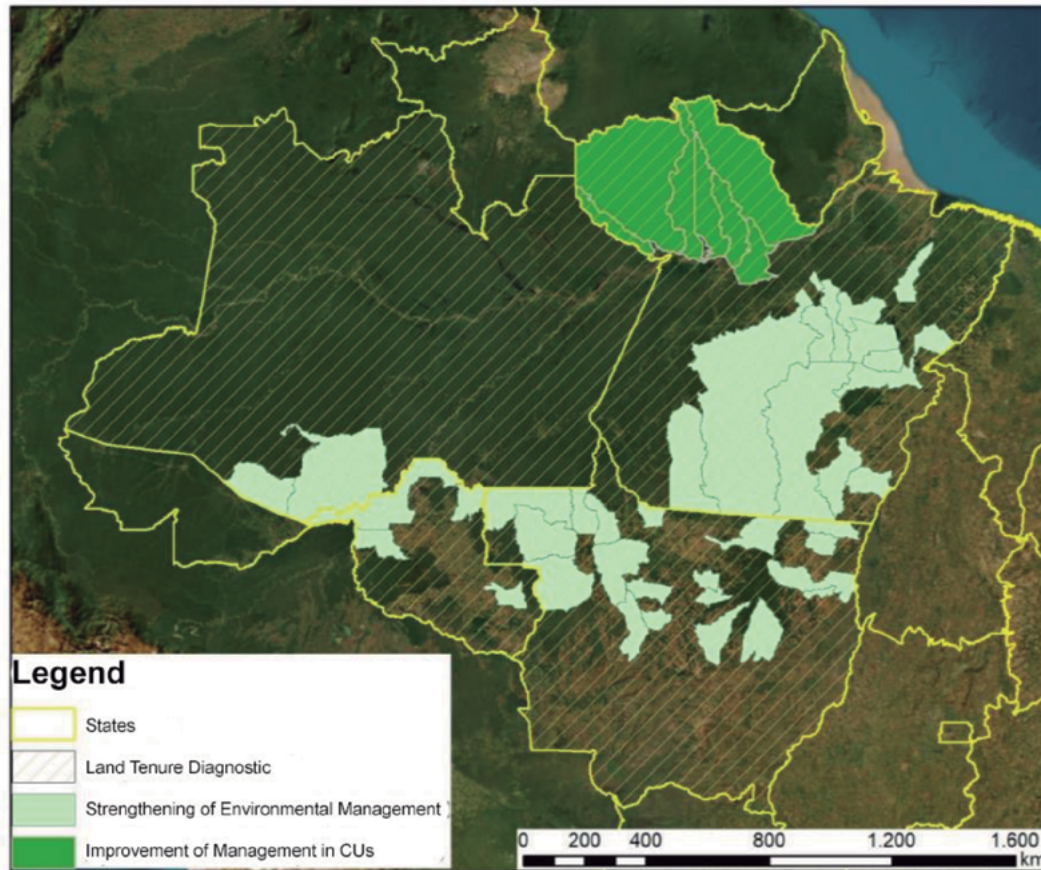 Legend
States
Land Tenure Diagnostic
Strengthening of Environmental Management
Improvement of Management in CUs
0 200 400 800 1.200 1.600
km